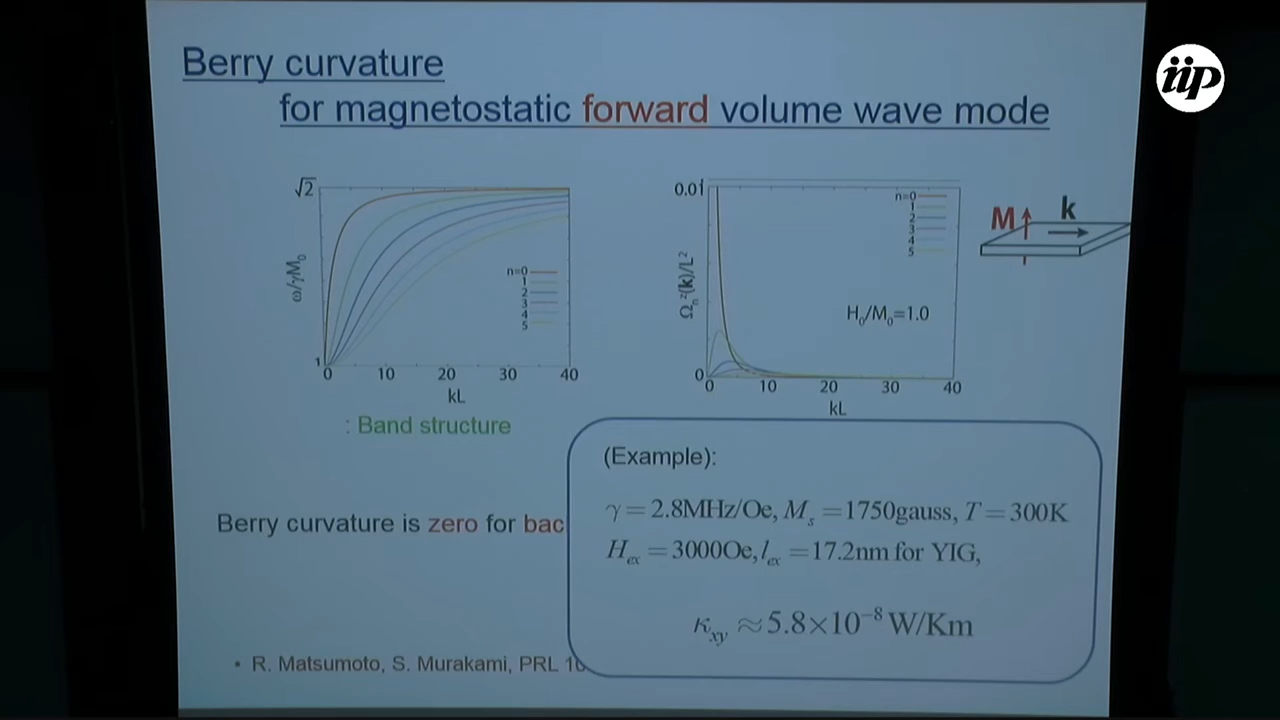 Berry curvature
for magnetostatic forward volume wave mode
iip
√2
ω/γM₀
1
n=0
1
2
3
4
5
0 10 20 30 40
kL
: Band structure
0.01
Ωₙᶻ(k)/L²
0
n=0
1
2
3
4
5
H₀/M₀=1.0
0 10 20 30 40
kL
M
k
Berry curvature is zero for bac
(Example):
γ = 2.8MHz/Oe, Mₛ = 1750gauss, T = 300K
Hₑₓ = 3000Oe, lₑₓ = 17.2nm for YIG,
κxy ≈ 5.8×10⁻⁸ W/Km
• R. Matsumoto, S. Murakami, PRL 10